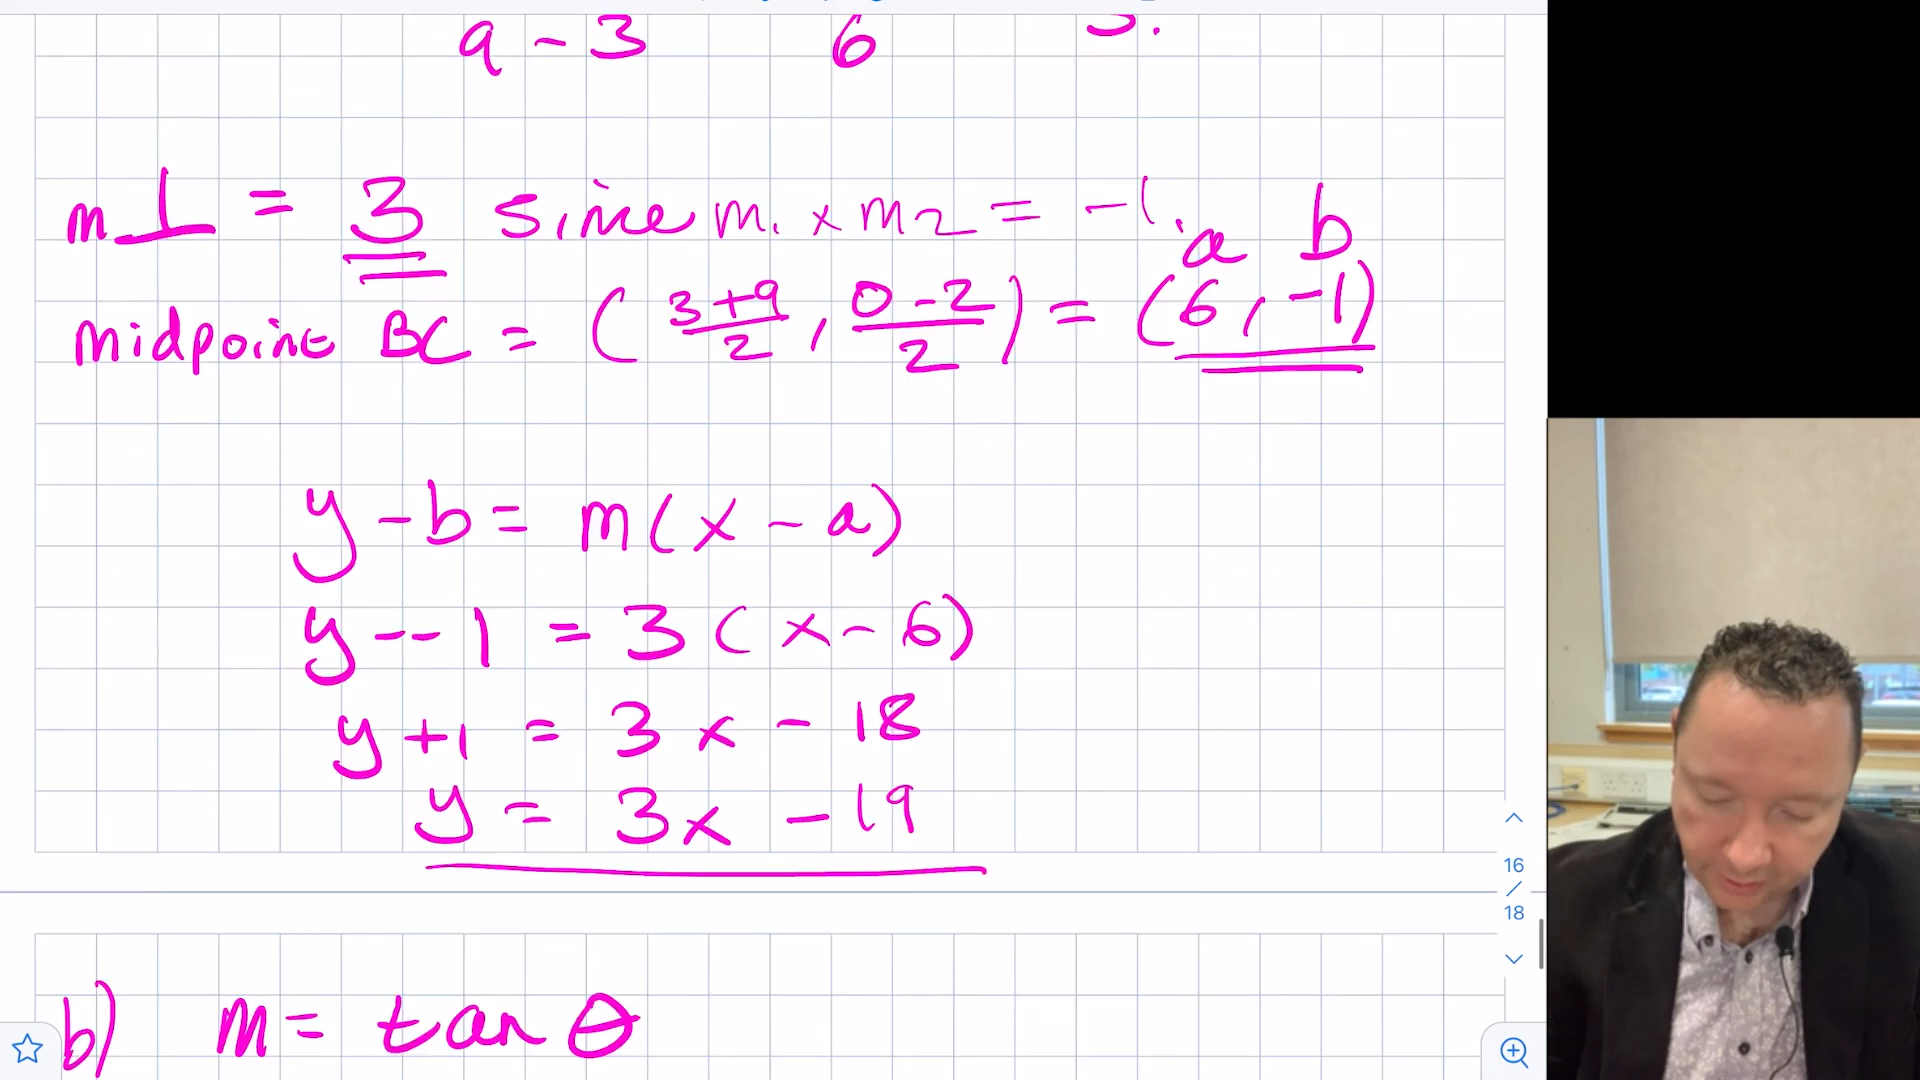 9 - 3 6 3.
m⊥ = 3 since m₁ × m2 = -1.
a b
midpoint BC = (3+9/2, 0-2/2) = (6, -1)
y - b = m(x - a)
y - - 1 = 3(x - 6)
y + 1 = 3x - 18
y = 3x - 19
16
/
18
b) m = tan θ